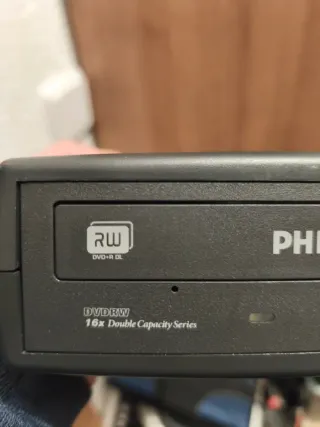 RW
DVD+R DL
PHI
DVDRW
16x Double Capacity Series